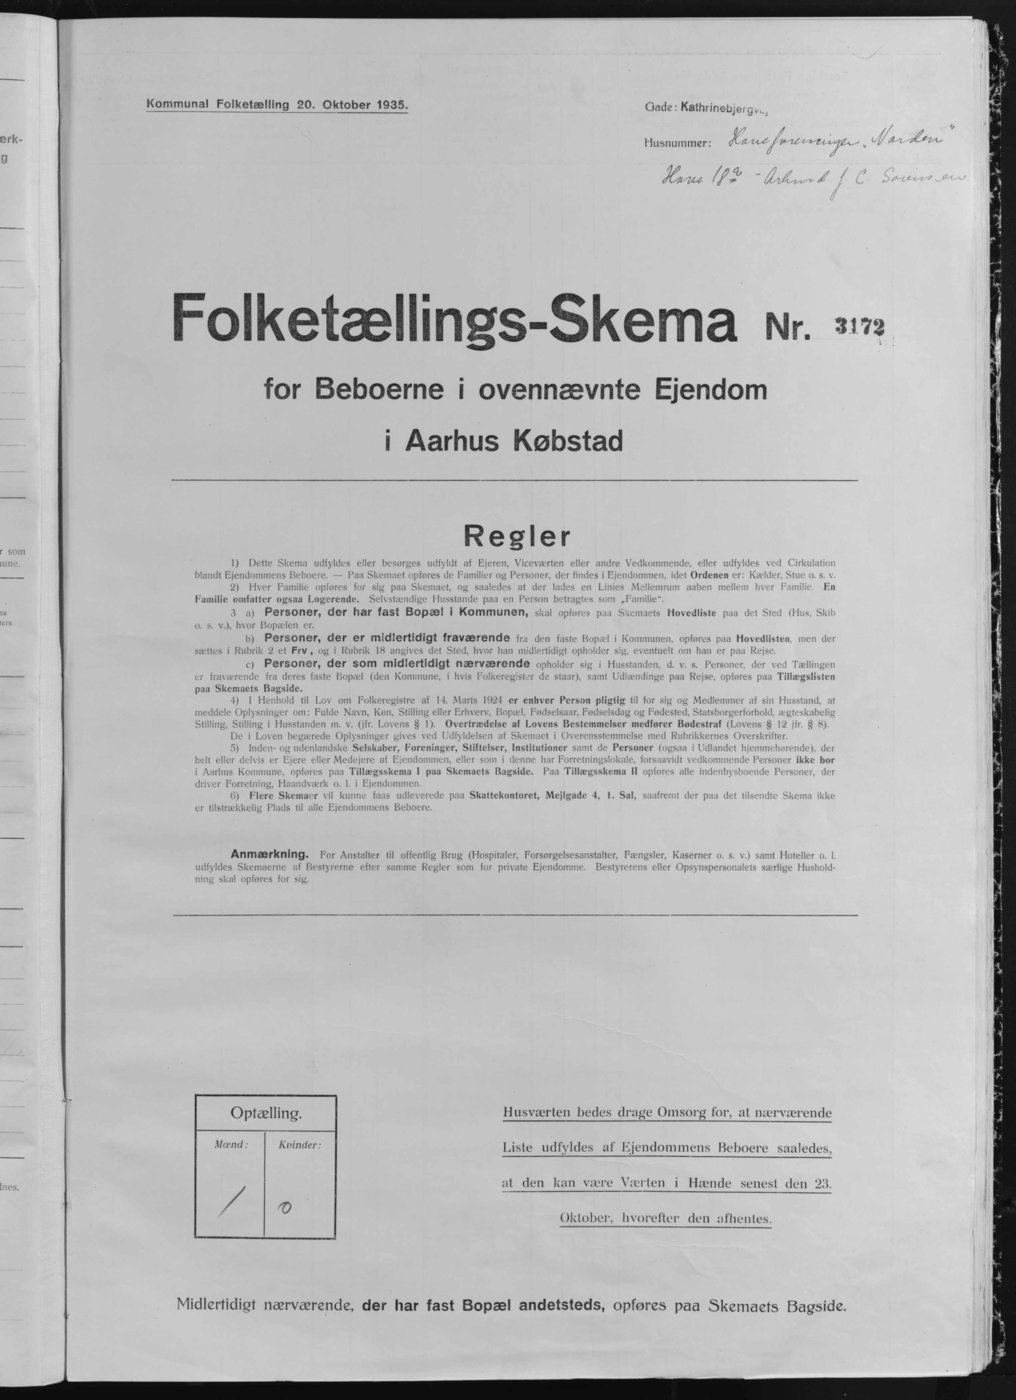 Kommunal Folketælling 20. Oktober 1935.
Gade: Kathrinebjergv.,
Husnummer: Haveforeningen „Norden"
Have 18 - J. C. Sørensen
Folketællings-Skema Nr. 3172
for Beboerne i ovennævnte Ejendom
i Aarhus Købstad
Regler
1) Dette Skema udfyldes eller besørges udfyldt af Ejeren, Viceværten eller andre Vedkommende, eller udfyldes ved Cirkulation
blandt Ejendommens Beboere. — Paa Skemaet opføres de Familier og Personer, der findes i Ejendommen, idet Ordenen er: Kælder, Stue o. s. v.
2) Hver Familie opføres for sig paa Skemaet, og saaledes at der lades en Linies Mellemrum aaben mellem hver Familie. En
Familie omfatter ogsaa Logerende. Selvstændige Husstande paa en Person betragtes som „Familie".
3 a) Personer, der har fast Bopæl i Kommunen, skal opføres paa Skemaets Hovedliste paa det Sted (Hus, Skib
o. s. v.), hvor Bopælen er.
b) Personer, der er midlertidigt fraværende fra den faste Bopæl i Kommunen, opføres paa Hovedlisten, men der
sættes i Rubrik 2 et Frv, og i Rubrik 18 angives det Sted, hvor han midlertidigt opholder sig, eventuelt om han er paa Rejse.
c) Personer, der som midlertidigt nærværende opholder sig i Husstanden, d. v. s. Personer, der ved Tællingen
er fraværende fra deres faste Bopæl (den Kommune, i hvis Folkeregister de staar), samt Udlændinge paa Rejse, opføres paa Tillægslisten
paa Skemaets Bagside.
4) I Henhold til Lov om Folkeregistre af 14. Marts 1924 er enhver Person pligtig til for sig og Medlemmer af sin Husstand, at
meddele Oplysninger om: Fulde Navn, Køn, Stilling eller Erhverv, Bopæl, Fødselsaar, Fødselsdag og Fødested, Statsborgerforhold, ægteskabelig
Stilling, Stilling i Husstanden m. v. (jfr. Lovens § 1). Overtrædelse af Lovens Bestemmelser medfører Bødestraf (Lovens § 12 jfr. § 8).
De i Loven begærede Oplysninger gives ved Udfyldelsen af Skemaet i Overensstemmelse med Rubrikkernes Overskrifter.
5) Inden- og udenlandske Selskaber, Foreninger, Stiftelser, Institutioner samt de Personer (ogsaa i Udlandet hjemmehørende), der
helt eller delvis er Ejere eller Medejere af Ejendommen, eller som i denne har Forretningslokale, forsaavidt vedkommende Personer ikke bor
i Aarhus Kommune, opføres paa Tillægsskema I paa Skemaets Bagside. Paa Tillægsskema II opføres alle indenbysboende Personer, der
driver Forretning, Haandværk o. l. i Ejendommen.
6) Flere Skemaer vil kunne faas udleverede paa Skattekontoret, Mejlgade 4, 1. Sal, saafremt der paa det tilsendte Skema ikke
er tilstrækkelig Plads til alle Ejendommens Beboere.
Anmærkning. For Anstalter til offentlig Brug (Hospitaler, Forsørgelsesanstalter, Fængsler, Kaserner o. s. v.) samt Hoteller o. l.
udfyldes Skemaerne af Bestyrerne efter samme Regler som for private Ejendomme. Bestyrerens eller Opsynspersonalets særlige Hushold-
ning skal opføres for sig.
Optælling.
Mænd: Kvinder:
1 0
Husværten bedes drage Omsorg for, at nærværende
Liste udfyldes af Ejendommens Beboere saaledes,
at den kan være Værten i Hænde senest den 23.
Oktober, hvorefter den afhentes.
Midlertidigt nærværende, der har fast Bopæl andetsteds, opføres paa Skemaets Bagside.